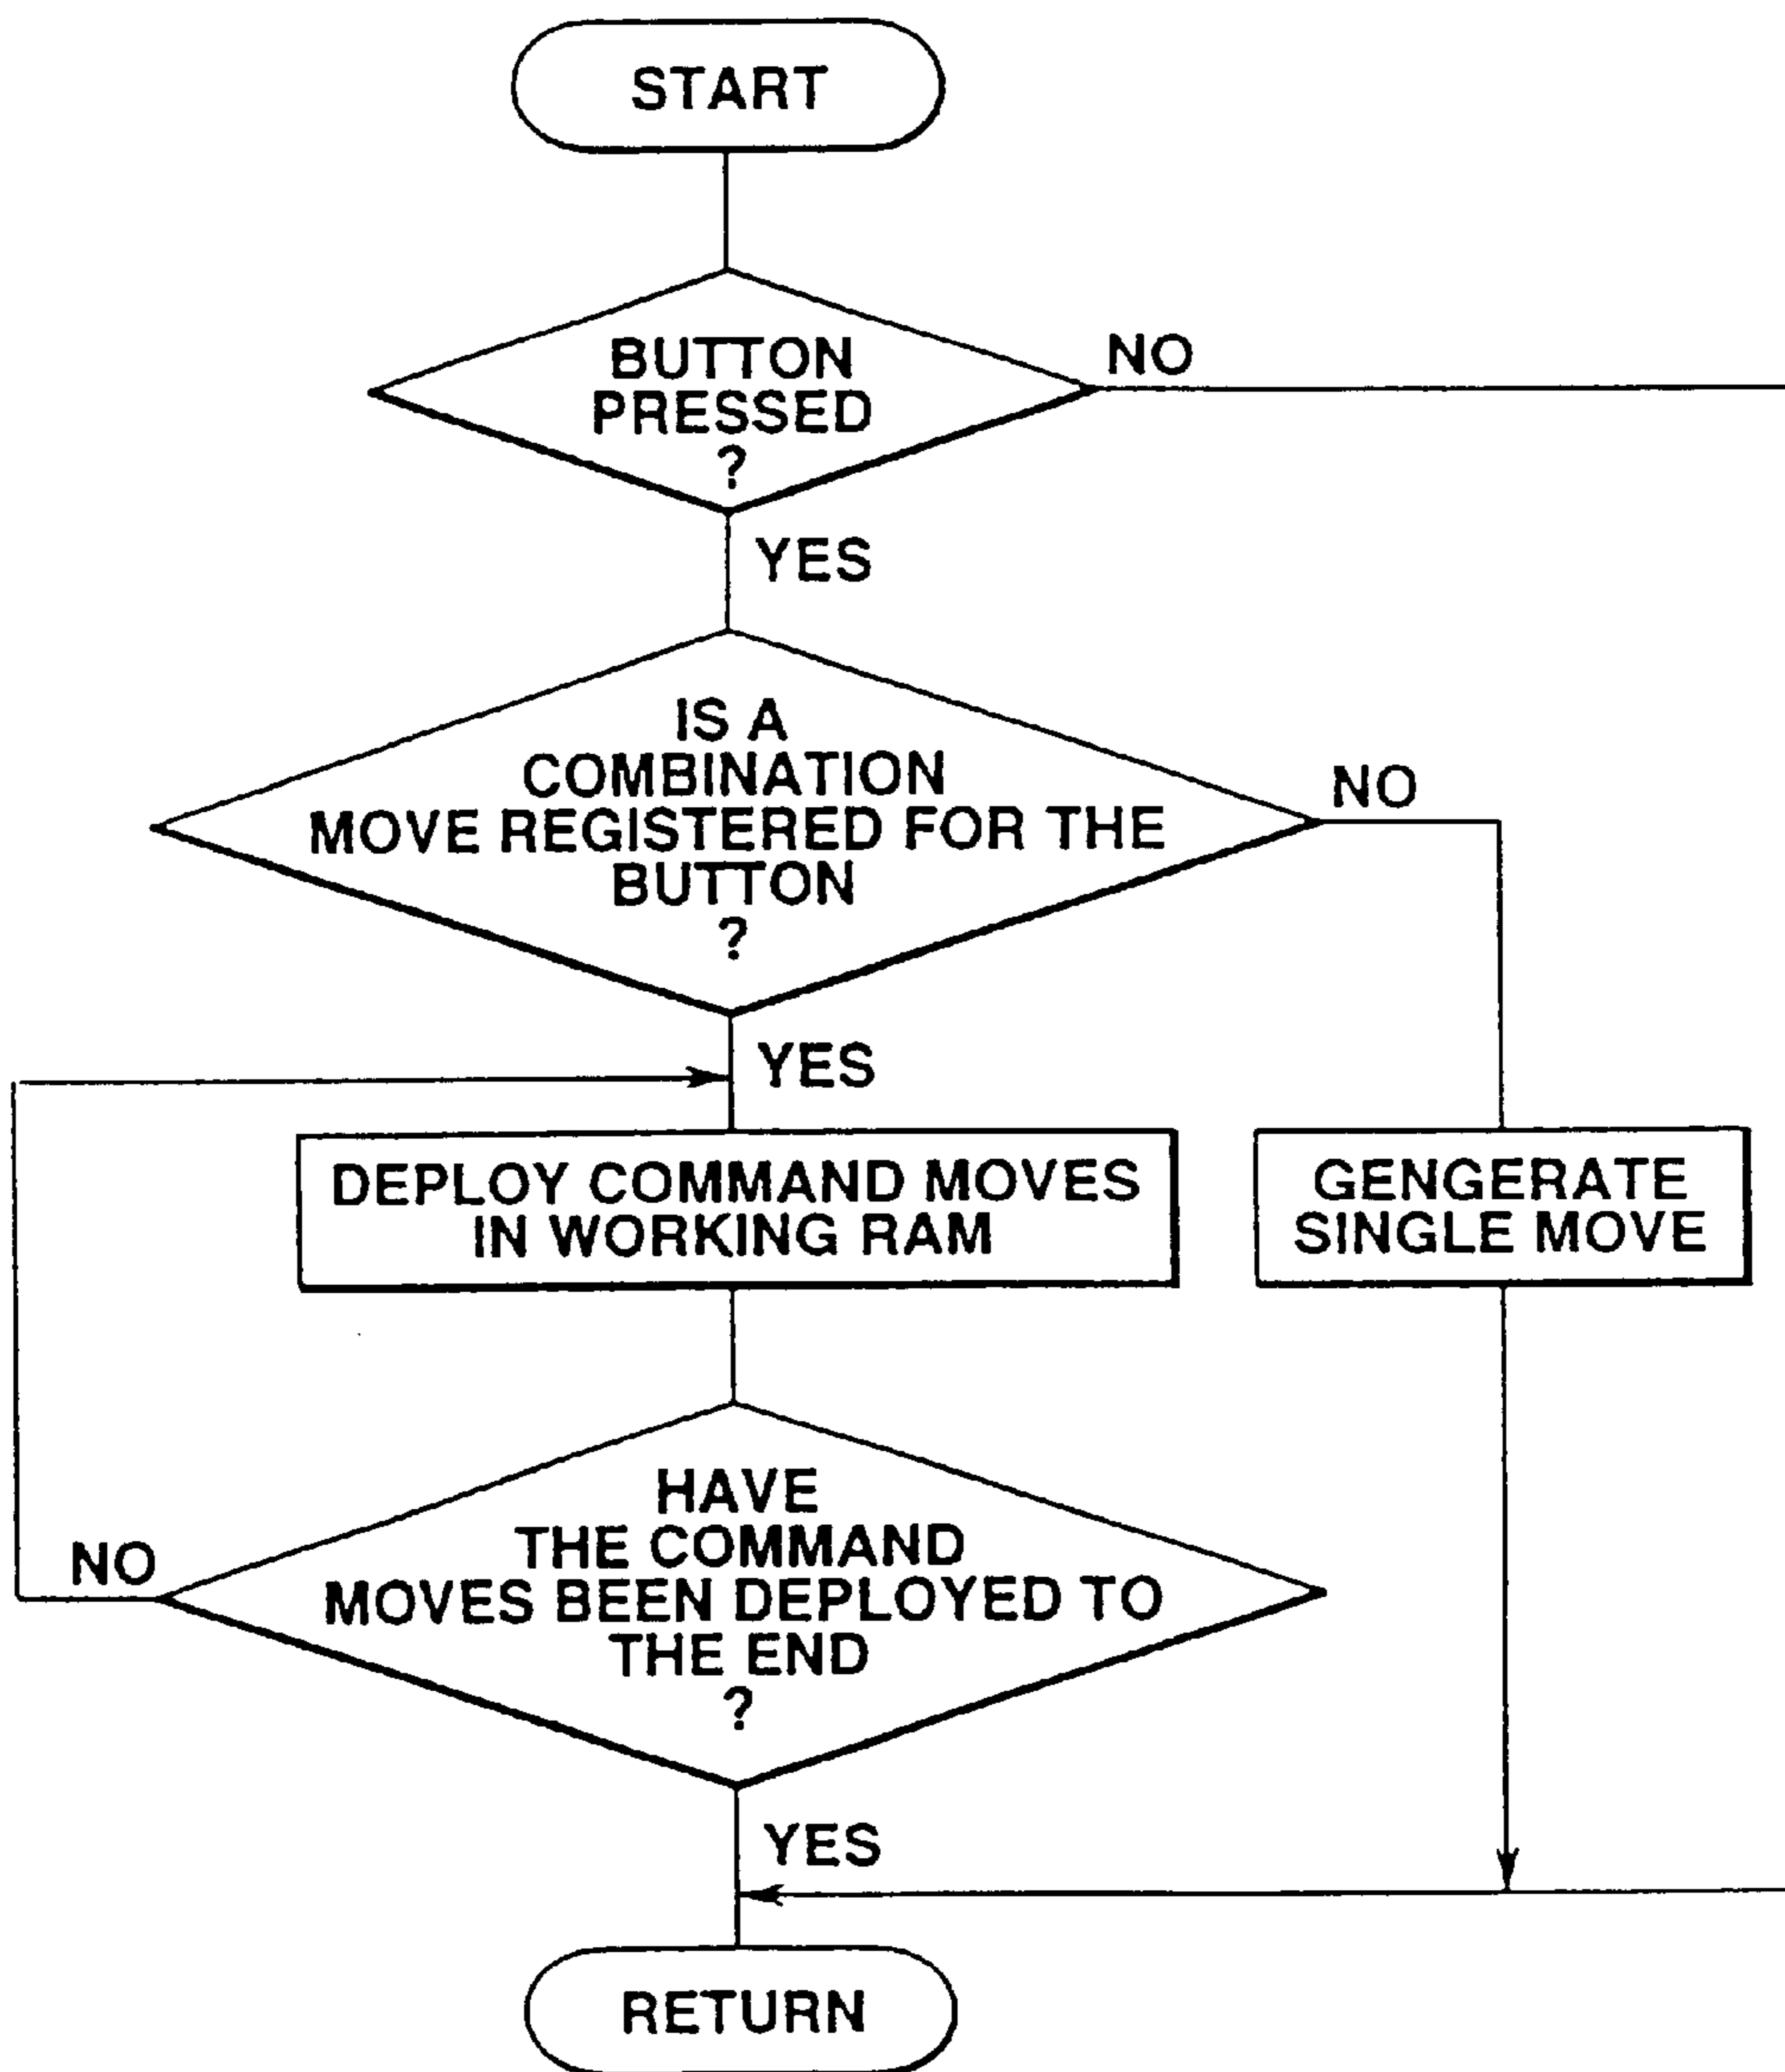 START
BUTTON
PRESSED
?
NO
YES
IS A
COMBINATION
MOVE REGISTERED FOR THE
BUTTON
?
NO
YES
DEPLOY COMMAND MOVES
IN WORKING RAM
GENGERATE
SINGLE MOVE
HAVE
THE COMMAND
MOVES BEEN DEPLOYED TO
THE END
?
NO
YES
RETURN